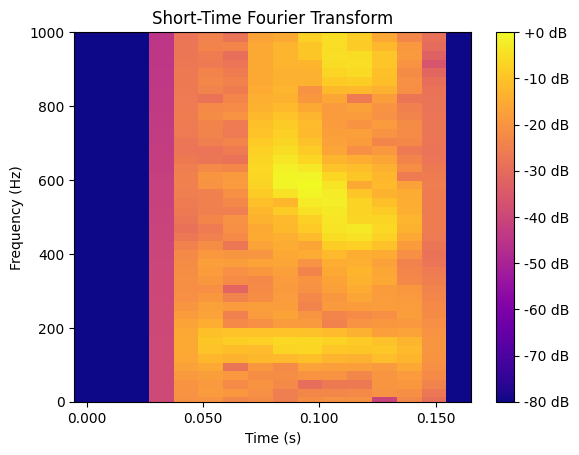 Short-Time Fourier Transform
1000
800
600
400
200
0
Frequency (Hz)
0.000
0.050
0.100
0.150
Time (s)
+0 dB
-10 dB
-20 dB
-30 dB
-40 dB
-50 dB
-60 dB
-70 dB
-80 dB